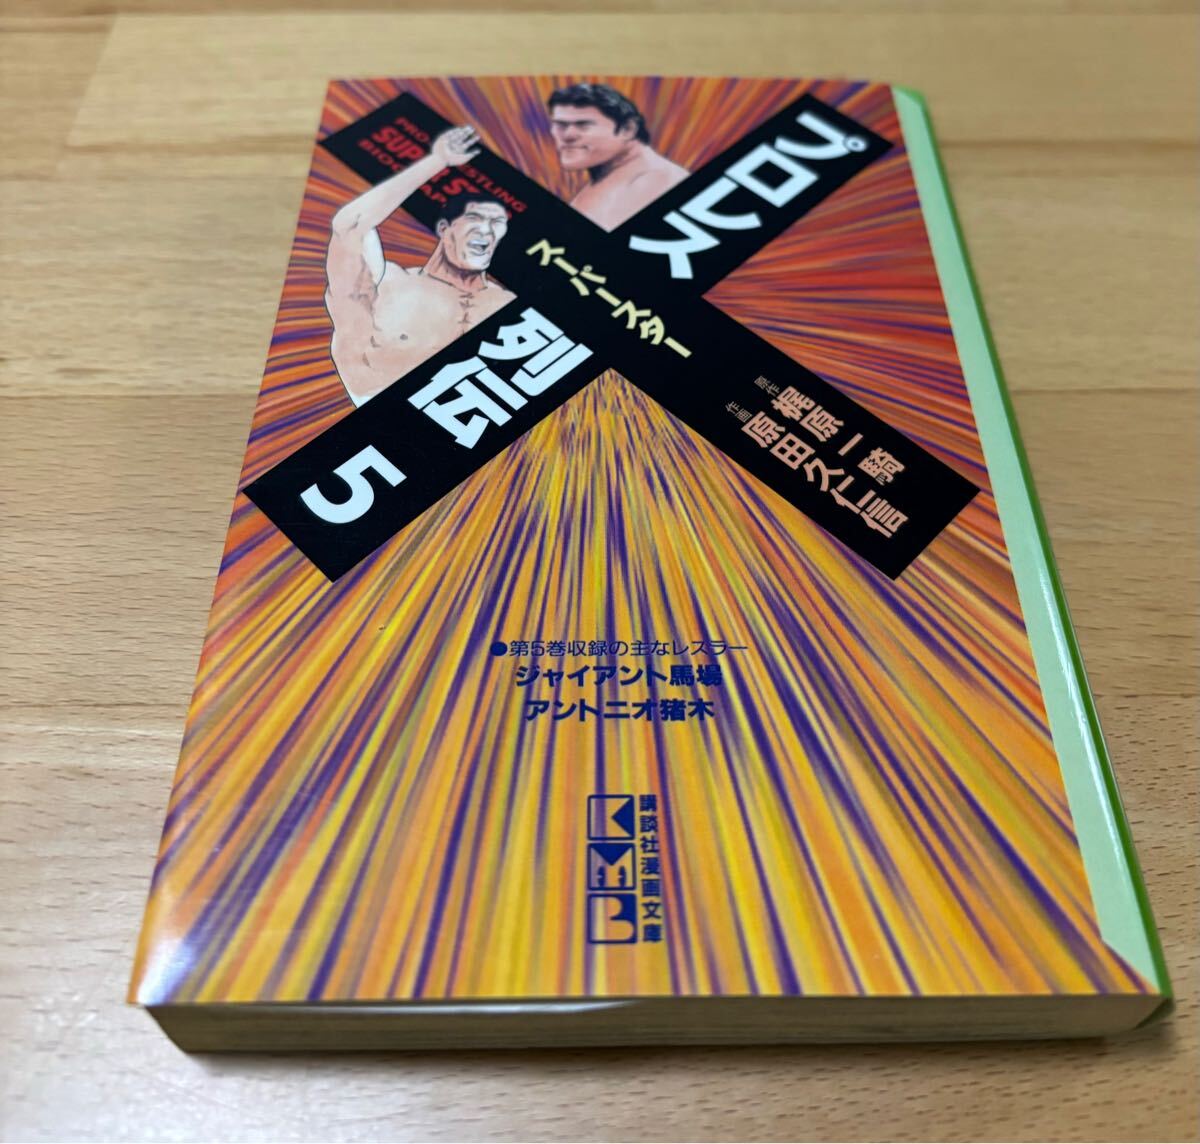 プロレス
スーパースター
列伝
5
PRO-WRESTLING
原作 梶原一騎
作画 原田久仁信
●第5巻収録の主なレスラー
ジャイアント馬場
アントニオ猪木
講談社漫画文庫
KMB